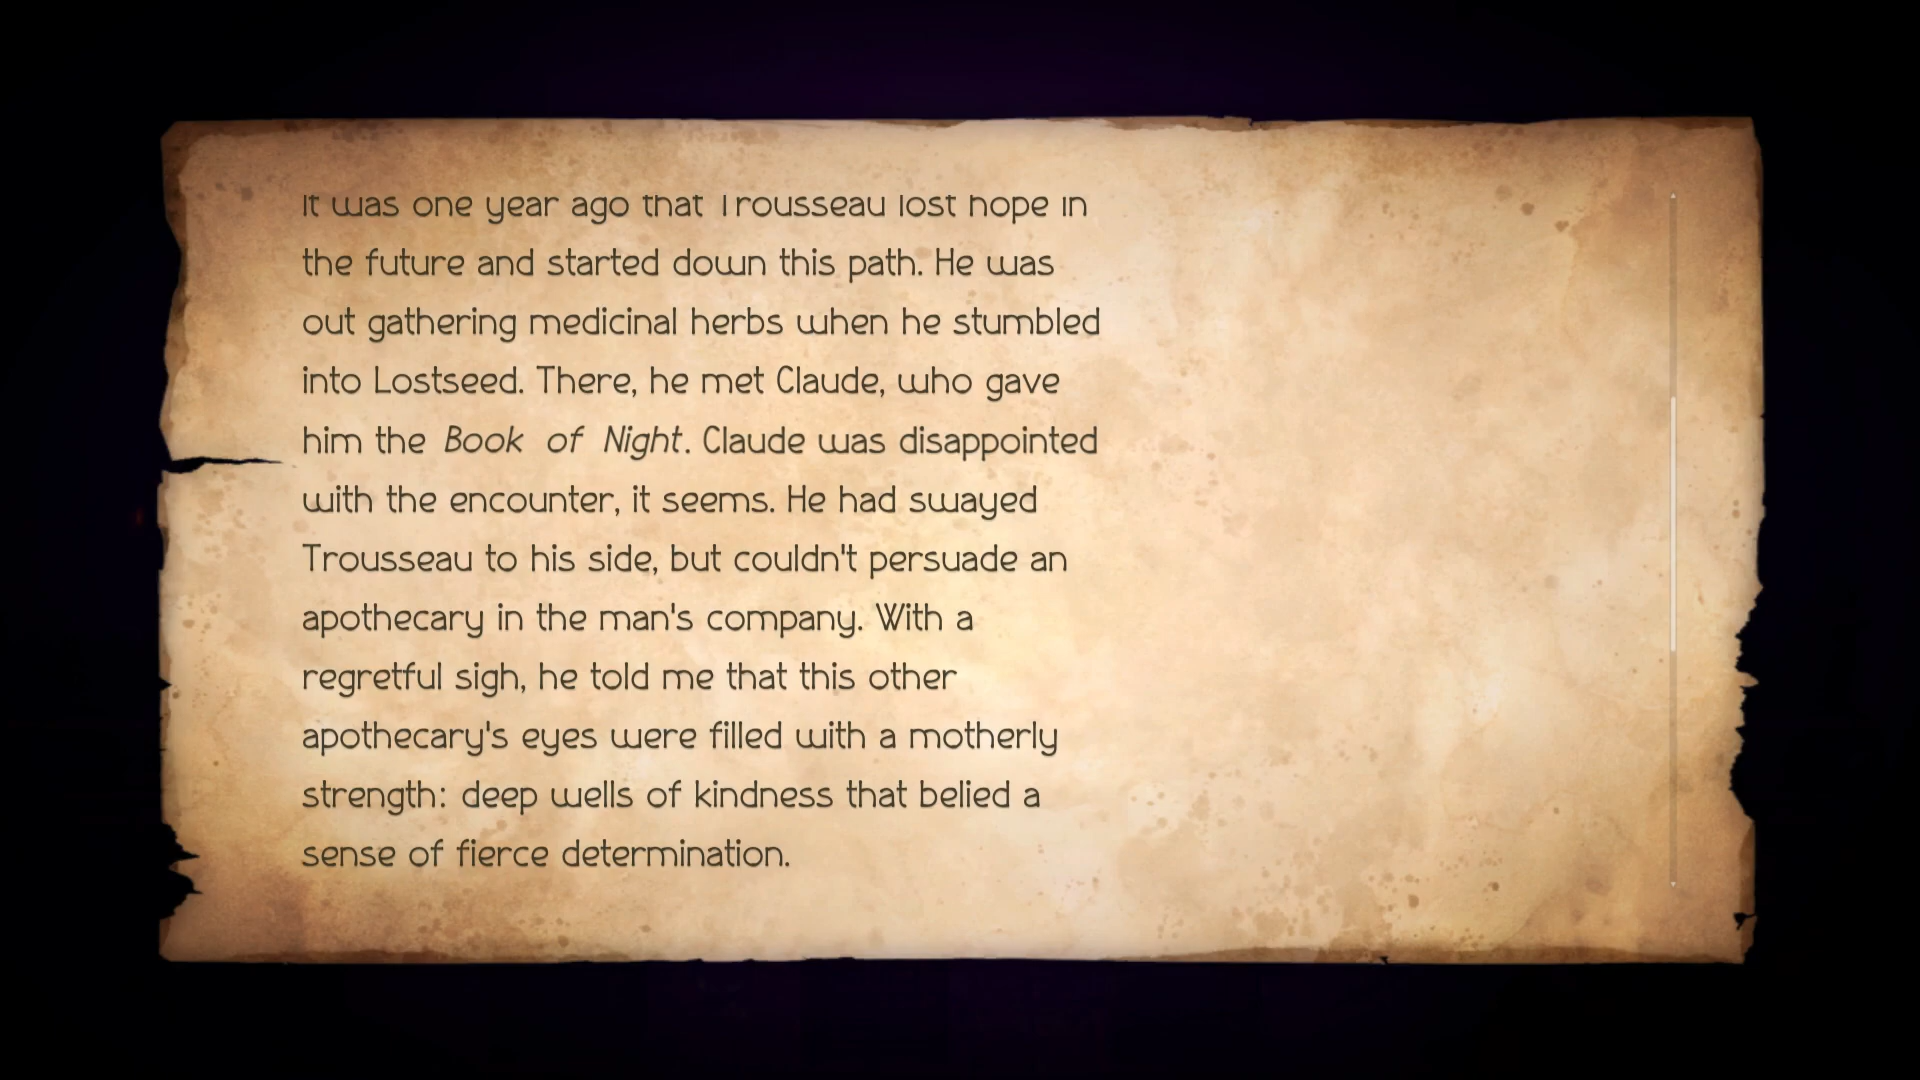 It was one year ago that Trousseau lost hope in
the future and started down this path. He was
out gathering medicinal herbs when he stumbled
into Lostseed. There, he met Claude, who gave
him the Book of Night. Claude was disappointed
with the encounter, it seems. He had swayed
Trousseau to his side, but couldn't persuade an
apothecary in the man's company. With a
regretful sigh, he told me that this other
apothecary's eyes were filled with a motherly
strength: deep wells of kindness that belied a
sense of fierce determination.